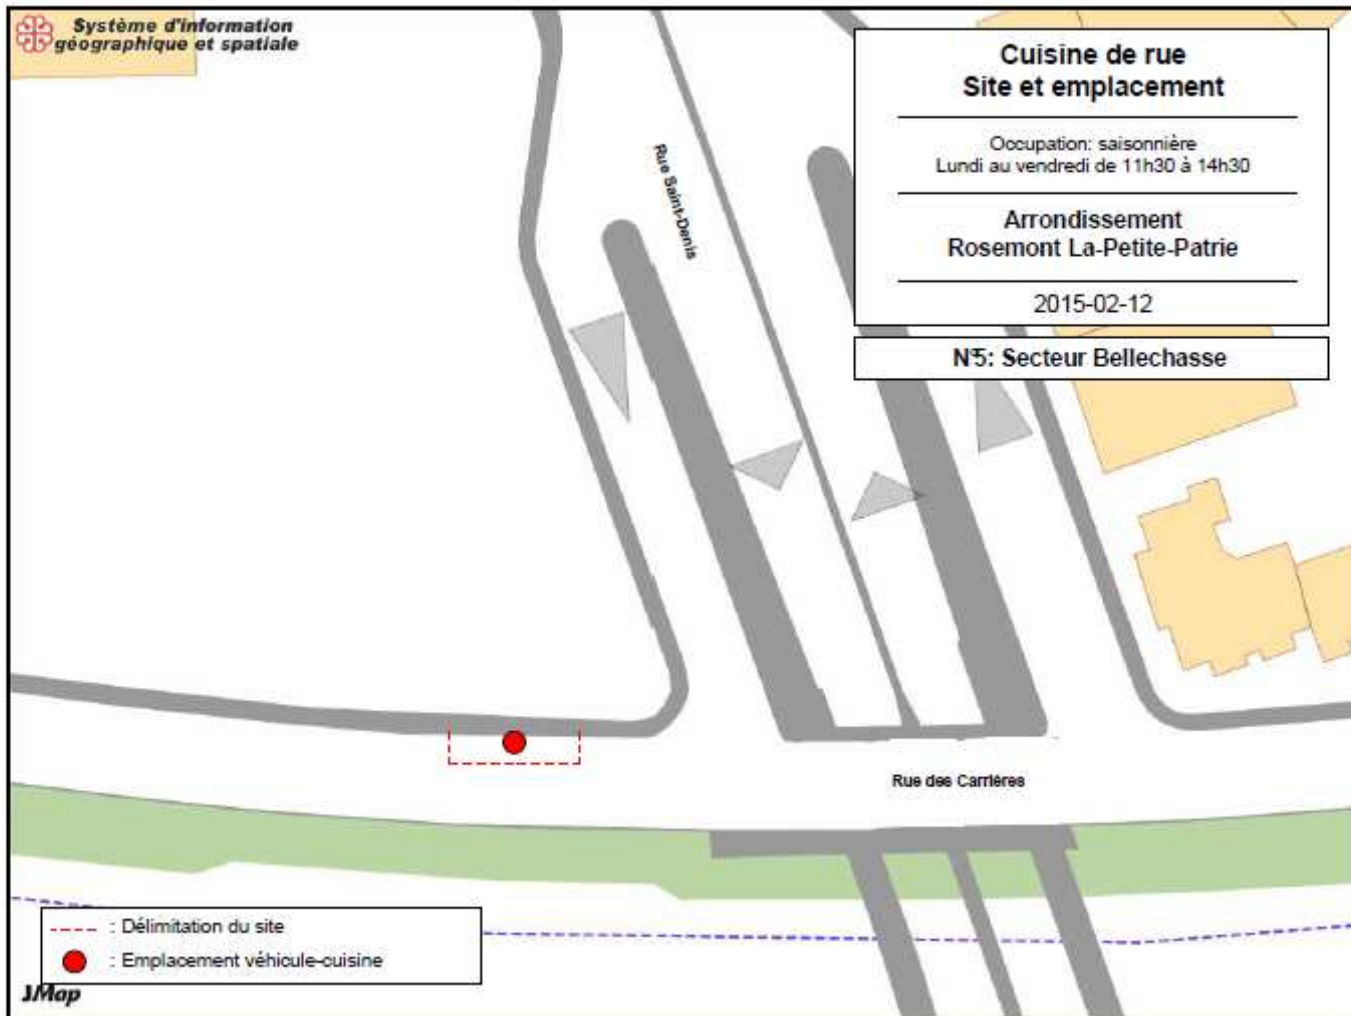 Système d'information
géographique et spatiale
Cuisine de rue
Site et emplacement
Occupation: saisonnière
Lundi au vendredi de 11h30 à 14h30
Arrondissement
Rosemont La-Petite-Patrie
2015-02-12
N°5: Secteur Bellechasse
Rue Saint-Denis
Rue des Carrières
: Délimitation du site
: Emplacement véhicule-cuisine
JMap